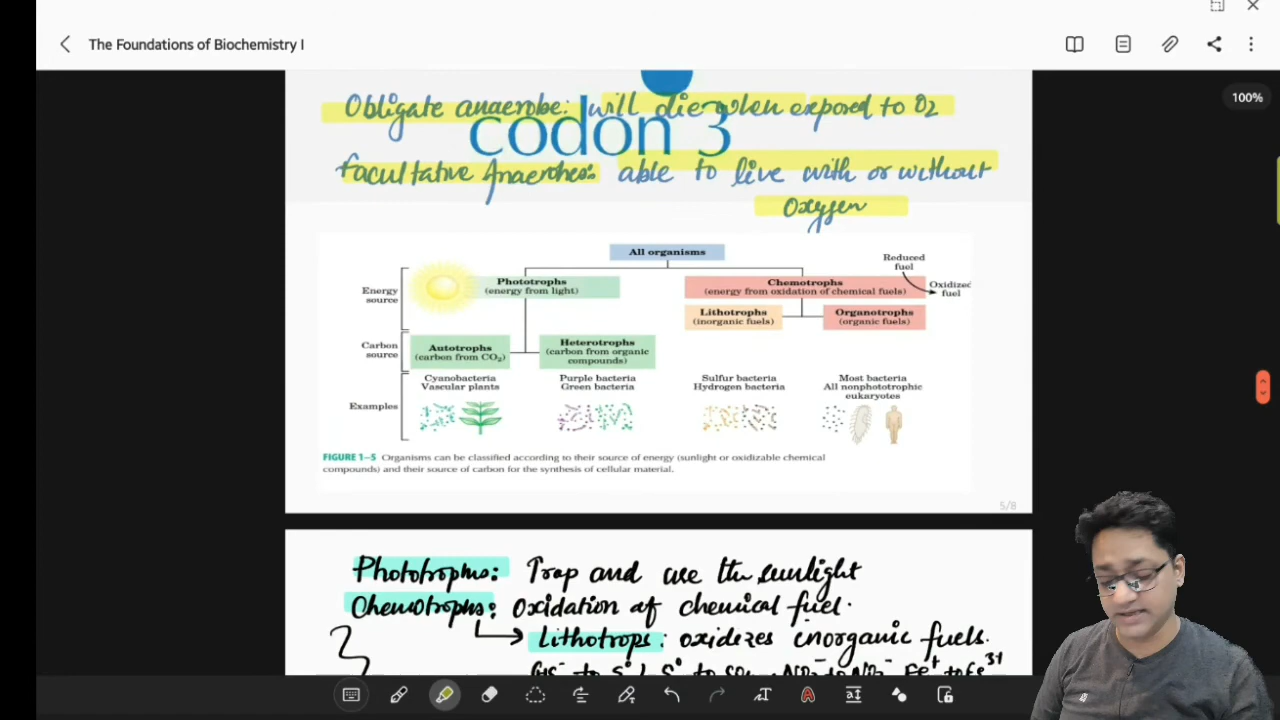 The Foundations of Biochemistry I
100%
Obligate anaerobe: will die when exposed to O2
codon 3
facultative Anaerobes: able to live with or without
Oxygen
All organisms
Reduced
fuel
Oxidized
fuel
Energy
source
Phototrophs
(energy from light)
Chemotrophs
(energy from oxidation of chemical fuels)
Lithotrophs
(inorganic fuels)
Organotrophs
(organic fuels)
Carbon
source
Autotrophs
(carbon from CO2)
Heterotrophs
(carbon from organic
compounds)
Examples
Cyanobacteria
Vascular plants
Purple bacteria
Green bacteria
Sulfur bacteria
Hydrogen bacteria
Most bacteria
All nonphototrophic
eukaryotes
FIGURE 1–5 Organisms can be classified according to their source of energy (sunlight or oxidizable chemical
compounds) and their source of carbon for the synthesis of cellular material.
5/8
Phototrophs: Trap and use the sunlight
Chemotrophs: oxidation of chemical fuel.
Lithotrops: oxidizes inorganic fuels.